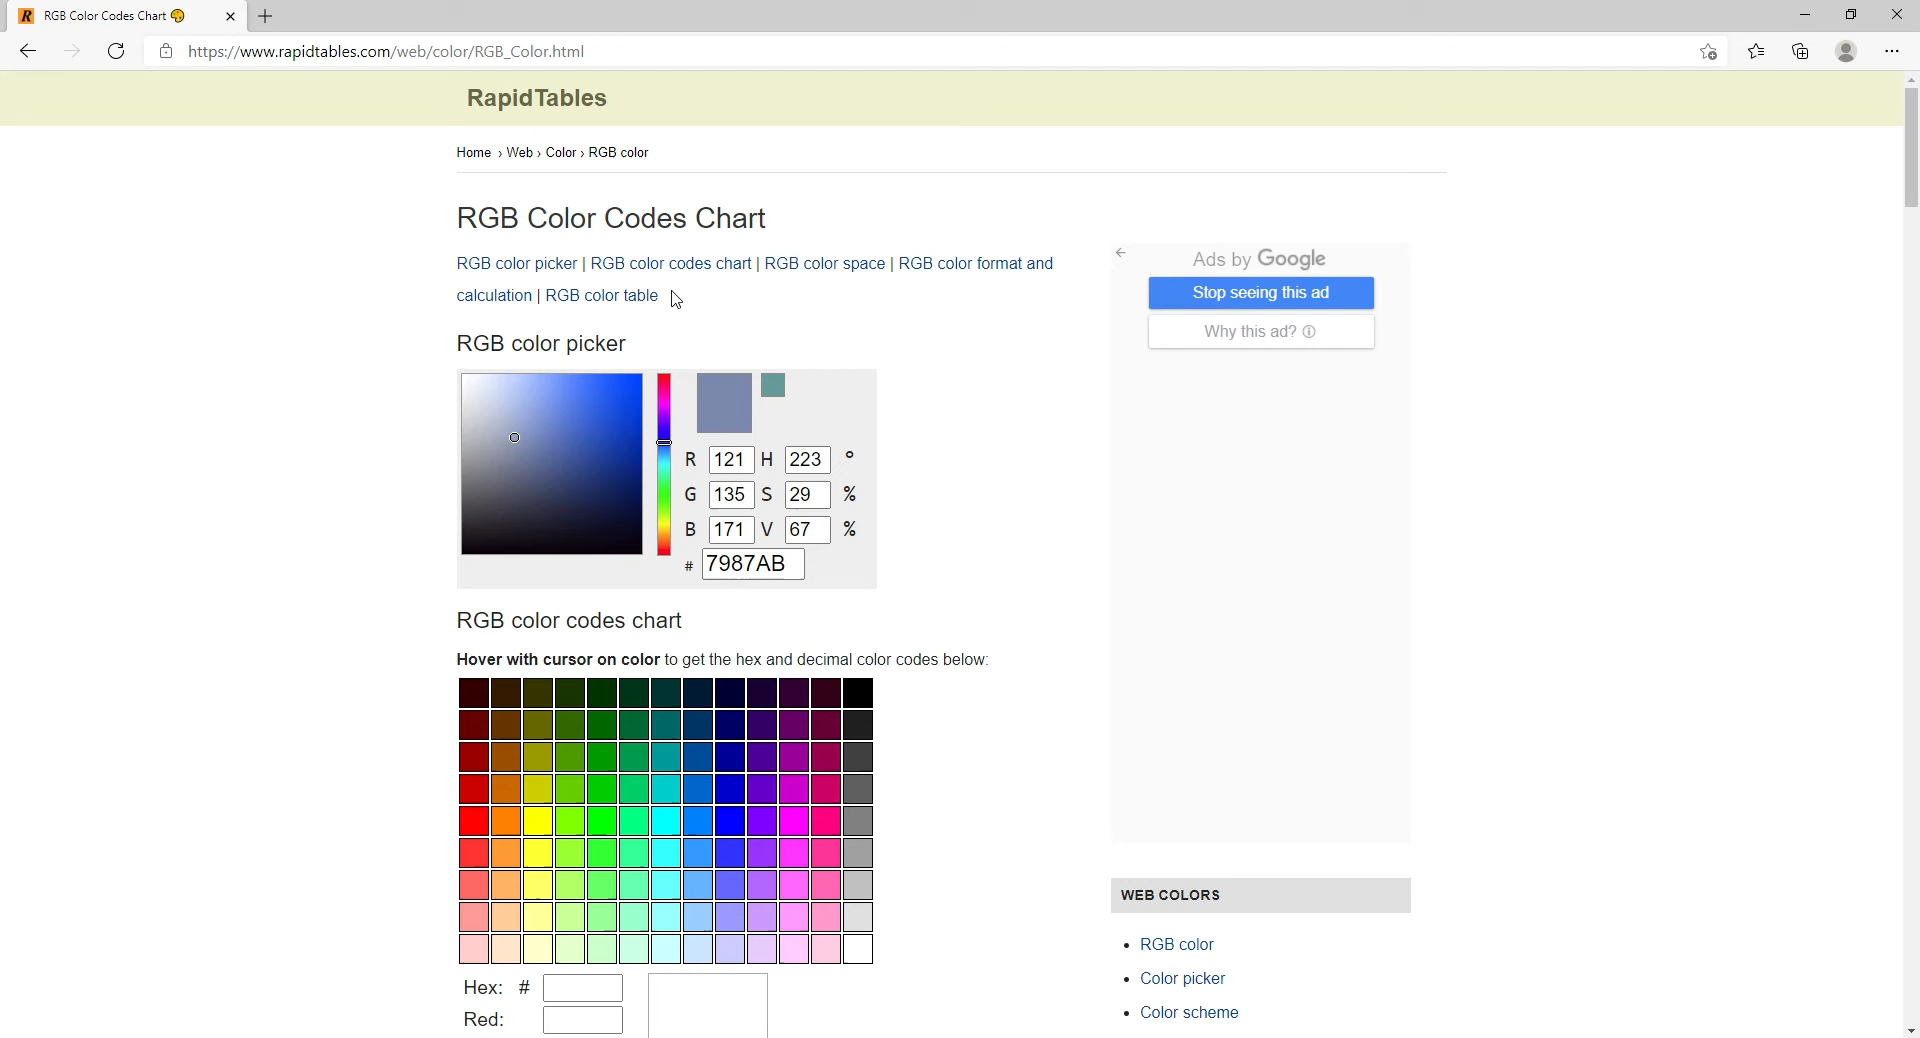 RGB Color Codes Chart
https://www.rapidtables.com/web/color/RGB_Color.html
RapidTables
Home › Web › Color › RGB color
RGB Color Codes Chart
RGB color picker | RGB color codes chart | RGB color space | RGB color format and
calculation | RGB color table
Ads by Google
Stop seeing this ad
Why this ad?
RGB color picker
R 121 H 223 °
G 135 S 29 %
B 171 V 67 %
# 7987AB
RGB color codes chart
Hover with cursor on color to get the hex and decimal color codes below:
Hex: #
Red:
WEB COLORS
• RGB color
• Color picker
• Color scheme